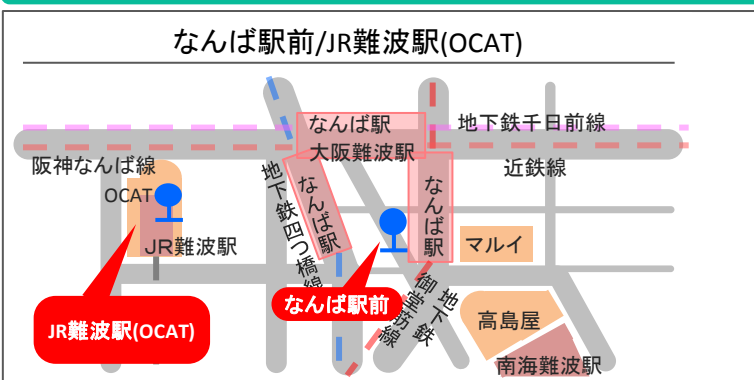 なんば駅前/JR難波駅(OCAT)
なんば駅
地下鉄千日前線
大阪難波駅
阪神なんば線
近鉄線
OCAT
地下鉄四つ橋線
なんば駅
なんば駅
JR難波駅
マルイ
なんば駅前
地下鉄
御堂筋線
JR難波駅(OCAT)
高島屋
南海難波駅